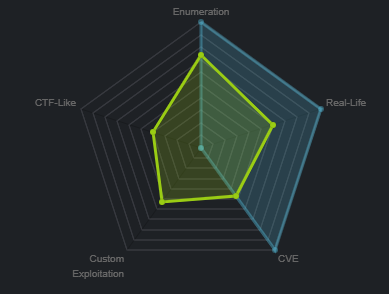 Enumeration
CTF-Like
Real-Life
Custom
Exploitation
CVE